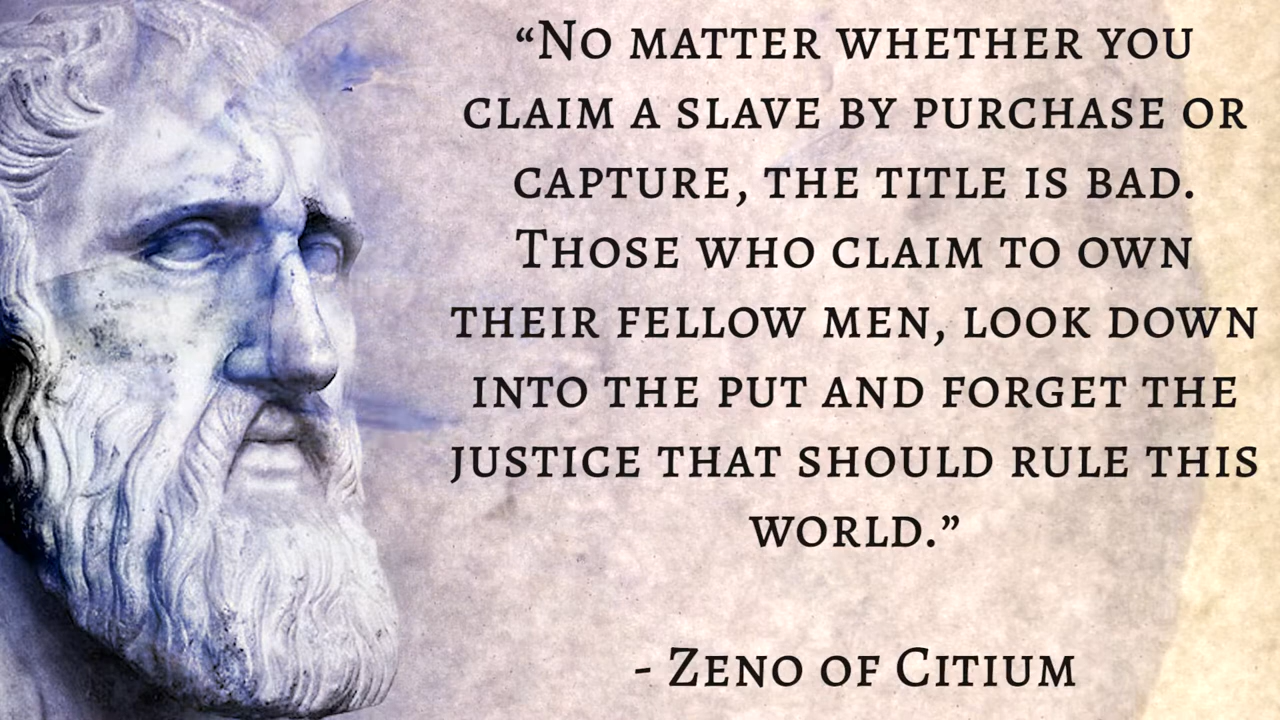 “No matter whether you
claim a slave by purchase or
capture, the title is bad.
Those who claim to own
their fellow men, look down
into the put and forget the
justice that should rule this
world.”
- Zeno of Citium